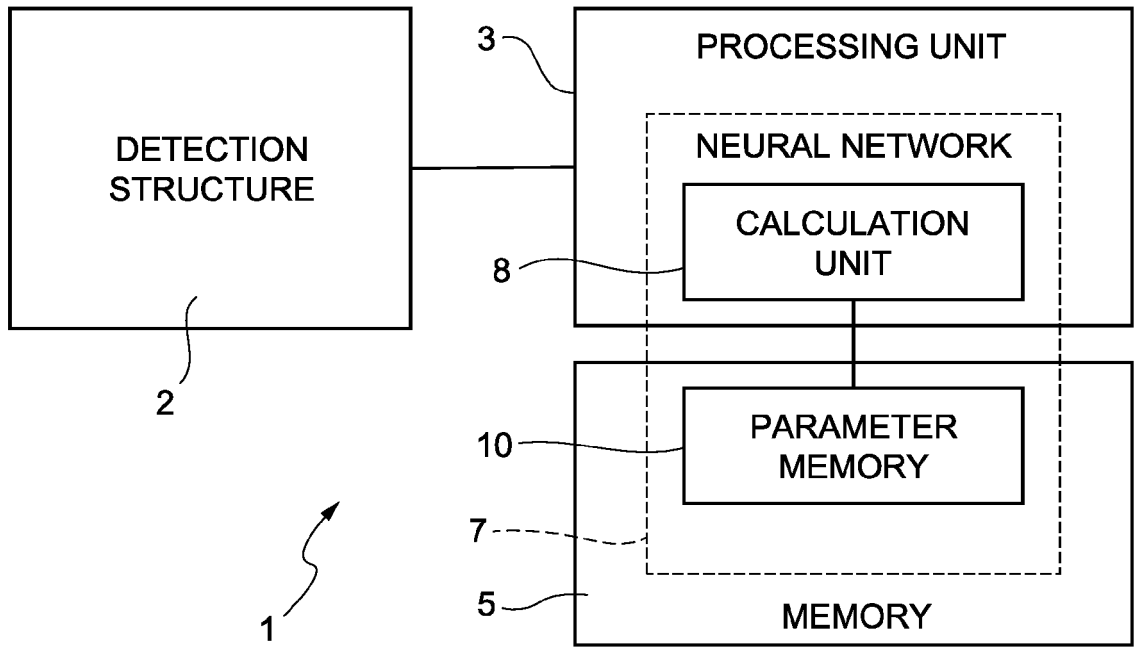 3
PROCESSING UNIT
DETECTION
STRUCTURE
NEURAL NETWORK
CALCULATION
UNIT
8
2
10
PARAMETER
MEMORY
7
5
MEMORY
1